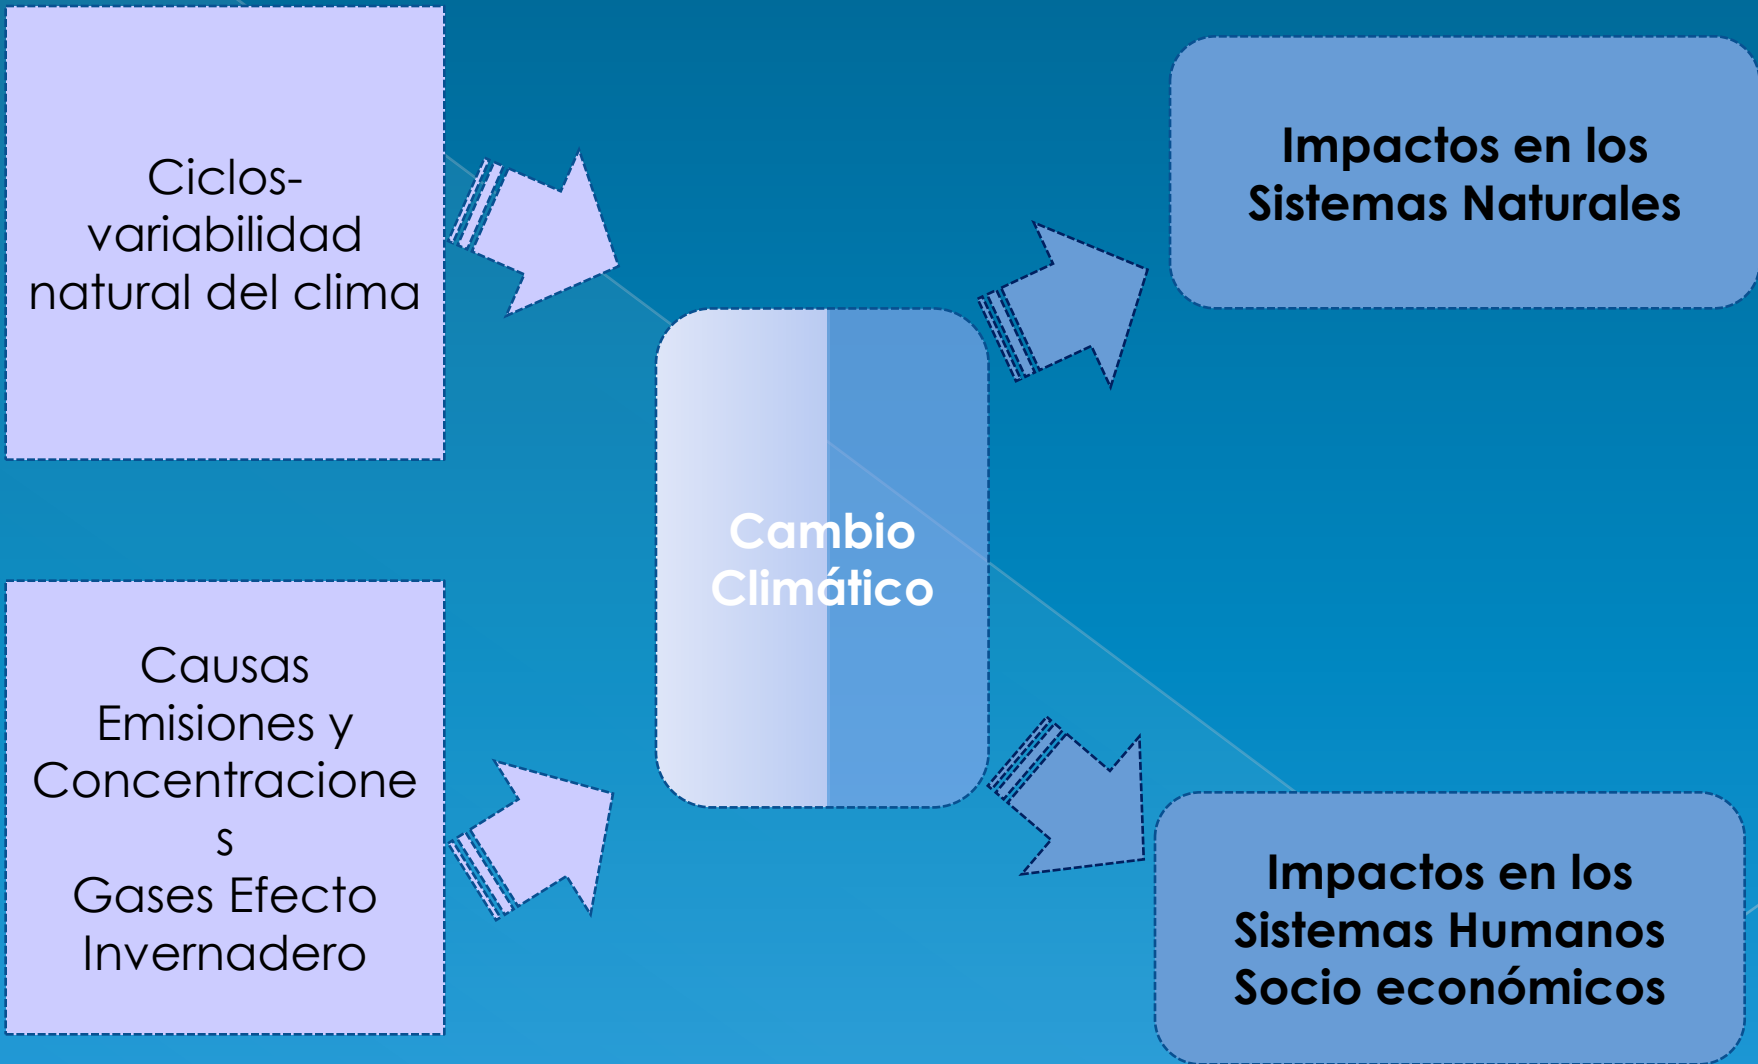 Ciclos-
variabilidad
natural del clima
Causas
Emisiones y
Concentracione
s
Gases Efecto
Invernadero
Cambio
Climático
Impactos en los
Sistemas Naturales
Impactos en los
Sistemas Humanos
Socio económicos